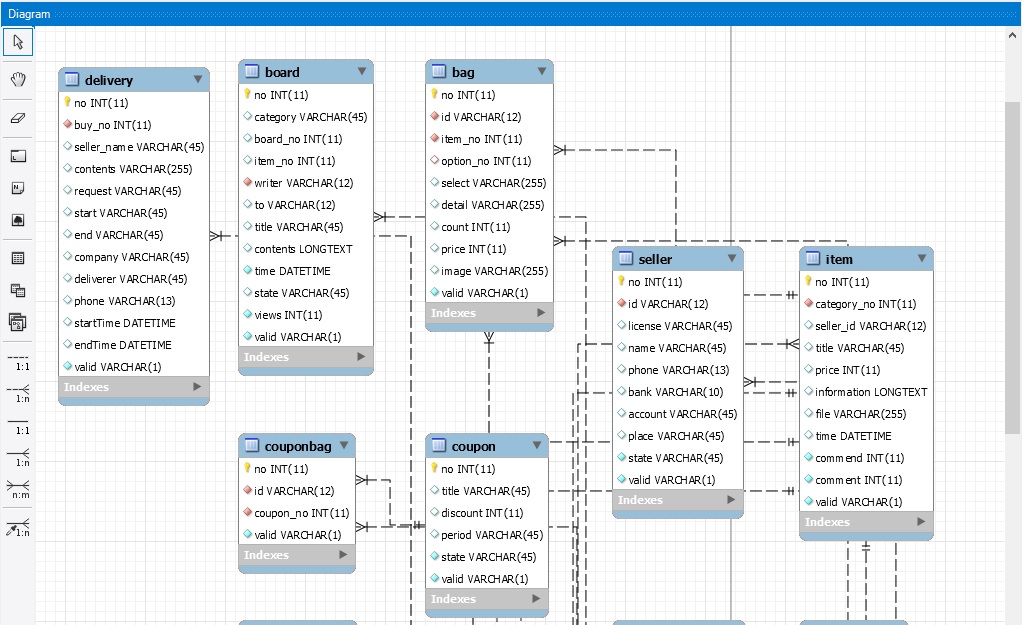 Diagram
delivery
no INT(11)
buy_no INT(11)
seller_name VARCHAR(45)
contents VARCHAR(255)
request VARCHAR(45)
start VARCHAR(45)
end VARCHAR(45)
company VARCHAR(45)
deliverer VARCHAR(45)
phone VARCHAR(13)
startTime DATETIME
endTime DATETIME
valid VARCHAR(1)
Indexes
board
no INT(11)
category VARCHAR(45)
board_no INT(11)
item_no INT(11)
writer VARCHAR(12)
to VARCHAR(12)
title VARCHAR(45)
contents LONGTEXT
time DATETIME
state VARCHAR(45)
views INT(11)
valid VARCHAR(1)
Indexes
bag
no INT(11)
id VARCHAR(12)
item_no INT(11)
option_no INT(11)
select VARCHAR(255)
detail VARCHAR(255)
count INT(11)
price INT(11)
image VARCHAR(255)
valid VARCHAR(1)
Indexes
seller
no INT(11)
id VARCHAR(12)
license VARCHAR(45)
name VARCHAR(45)
phone VARCHAR(13)
bank VARCHAR(10)
account VARCHAR(45)
place VARCHAR(45)
state VARCHAR(45)
valid VARCHAR(1)
Indexes
item
no INT(11)
category_no INT(11)
seller_id VARCHAR(12)
title VARCHAR(45)
price INT(11)
information LONGTEXT
file VARCHAR(255)
time DATETIME
commend INT(11)
comment INT(11)
valid VARCHAR(1)
Indexes
couponbag
no INT(11)
id VARCHAR(12)
coupon_no INT(11)
valid VARCHAR(1)
Indexes
coupon
no INT(11)
title VARCHAR(45)
discount INT(11)
period VARCHAR(45)
state VARCHAR(45)
valid VARCHAR(1)
Indexes
1:1
1:n
1:1
1:n
n:m
1:n